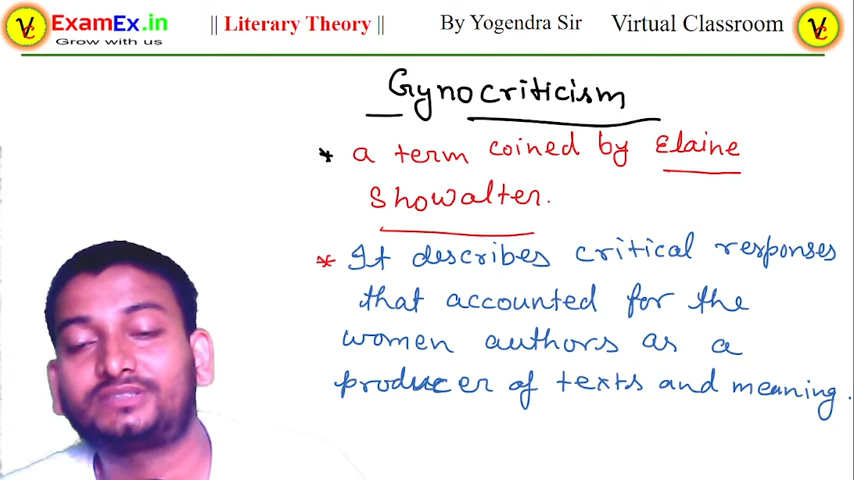 ExamEx.in
Grow with us
|| Literary Theory ||
By Yogendra Sir
Virtual Classroom
Gynocriticism
* a term coined by Elaine
Showalter.
* It describes critical responses
that accounted for the
women authors as a
producer of texts and meaning.